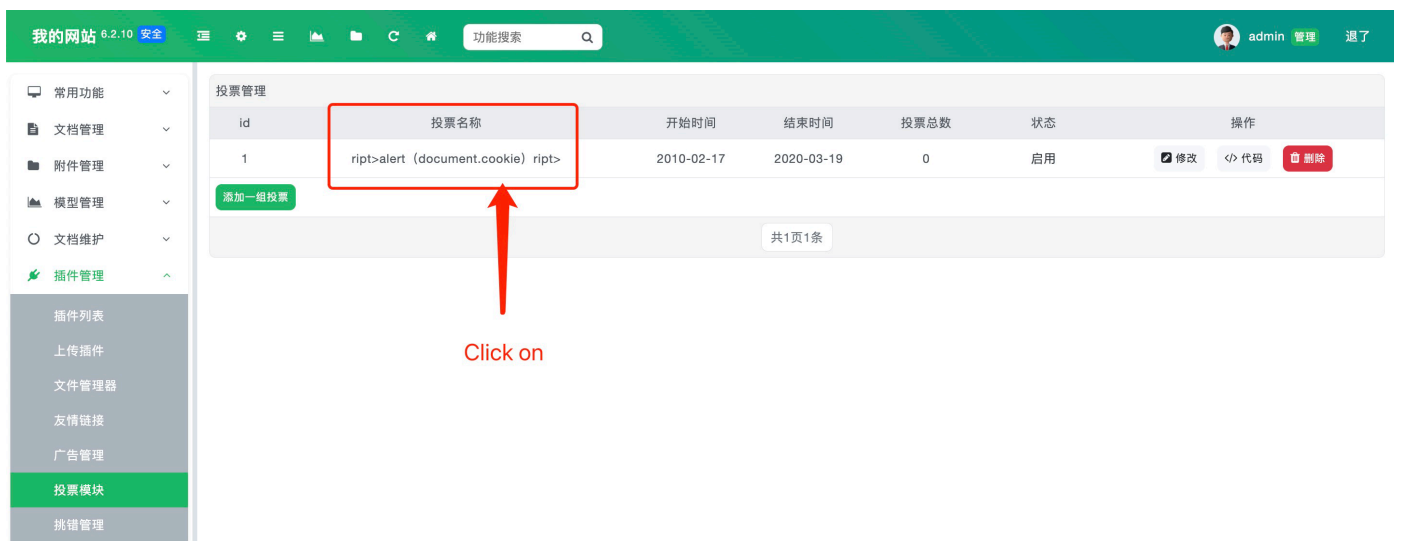 我的网站 6.2.10 安全 功能搜索 admin 管理 退了
常用功能
文档管理
附件管理
模型管理
文档维护
插件管理
插件列表
上传插件
文件管理器
友情链接
广告管理
投票模块
挑错管理
投票管理
id 投票名称 开始时间 结束时间 投票总数 状态 操作
1 ript>alert（document.cookie）ript> 2010-02-17 2020-03-19 0 启用 修改 </> 代码 删除
添加一组投票
共1页1条
Click on